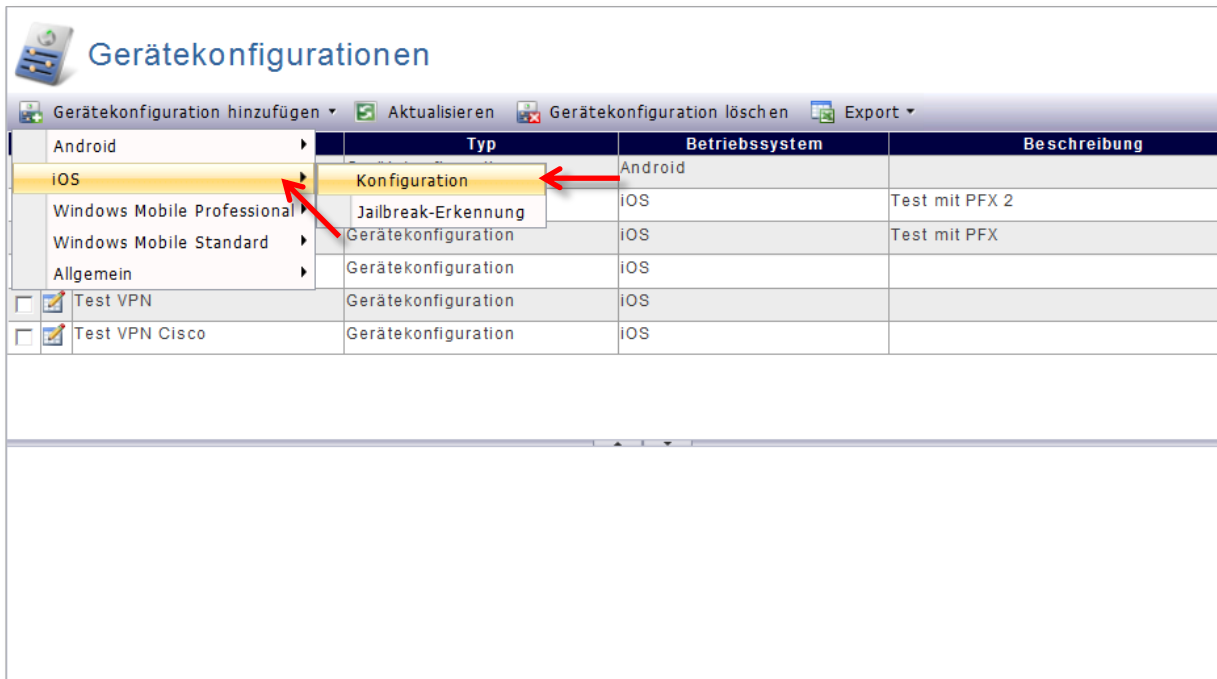 Gerätekonfigurationen
Gerätekonfiguration hinzufügen Aktualisieren Gerätekonfiguration löschen Export
Typ Betriebssystem Beschreibung
Android
iOS
Windows Mobile Professional
Windows Mobile Standard
Allgemein
Konfiguration
Jailbreak-Erkennung
Android
iOS Test mit PFX 2
Gerätekonfiguration iOS Test mit PFX
Gerätekonfiguration iOS
Test VPN Gerätekonfiguration iOS
Test VPN Cisco Gerätekonfiguration iOS